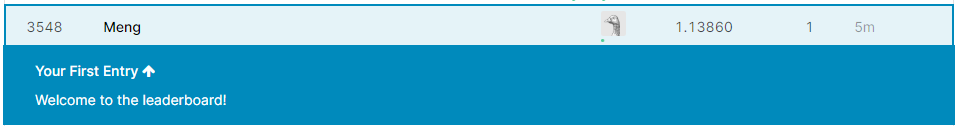 3548 Meng 1.13860 1 5m
Your First Entry
Welcome to the leaderboard!